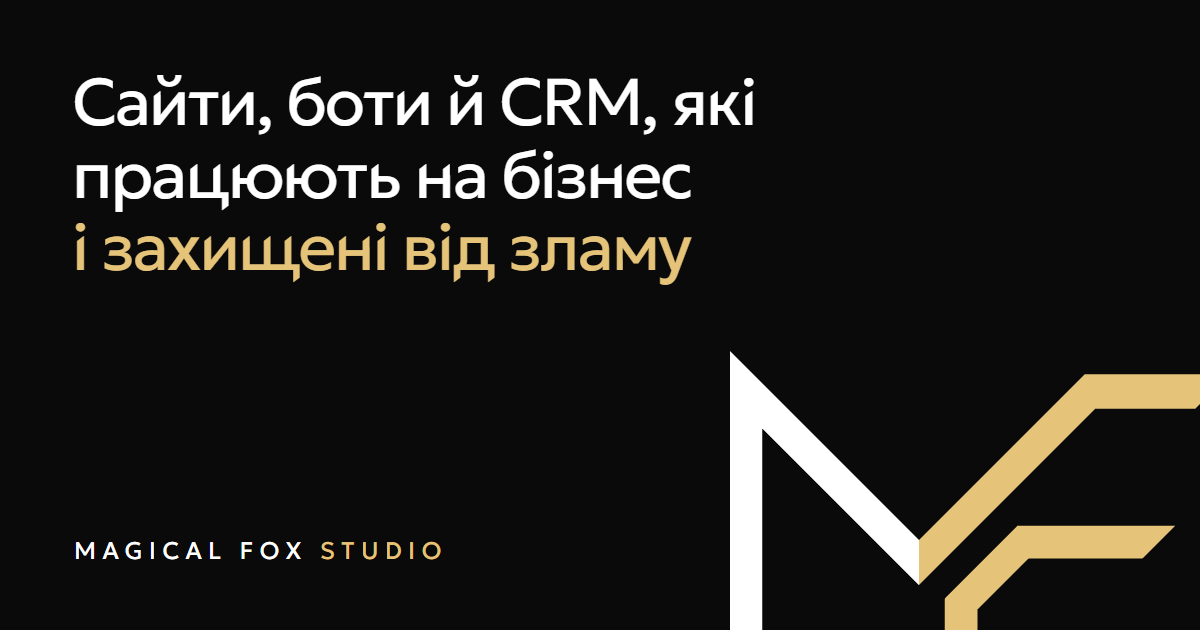 Сайти, боти й CRM, які
працюють на бізнес
і захищені від зламу
MAGICAL FOX STUDIO